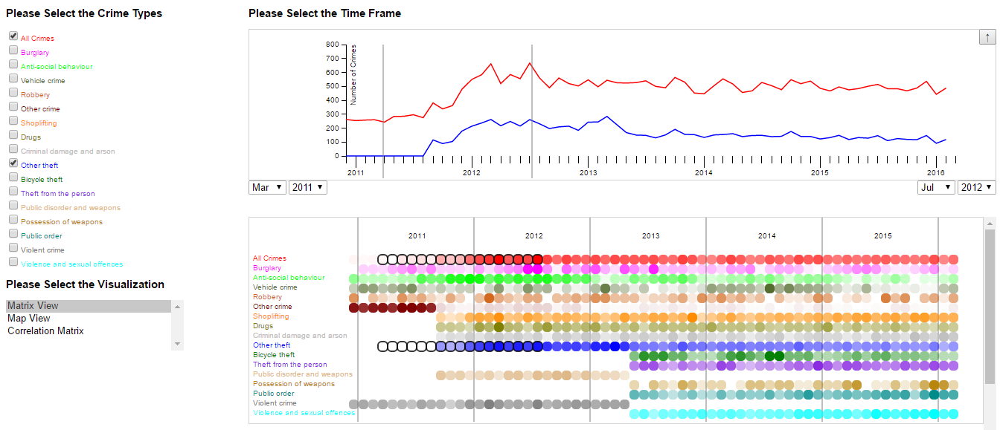 Please Select the Crime Types
All Crimes
Burglary
Anti-social behaviour
Vehicle crime
Robbery
Other crime
Shoplifting
Drugs
Criminal damage and arson
Other theft
Bicycle theft
Theft from the person
Public disorder and weapons
Possession of weapons
Public order
Violent crime
Violence and sexual offences
Please Select the Visualization
Matrix View
Map View
Correlation Matrix
Please Select the Time Frame
↑
800
700
600
500
400
300
200
100
0
Number of Crimes
2011 2012 2013 2014 2015 2016
Mar 2011 Jul 2012
2011 2012 2013 2014 2015
All Crimes
Burglary
Anti-social behaviour
Vehicle crime
Robbery
Other crime
Shoplifting
Drugs
Criminal damage and arson
Other theft
Bicycle theft
Theft from the person
Public disorder and weapons
Possession of weapons
Public order
Violent crime
Violence and sexual offences